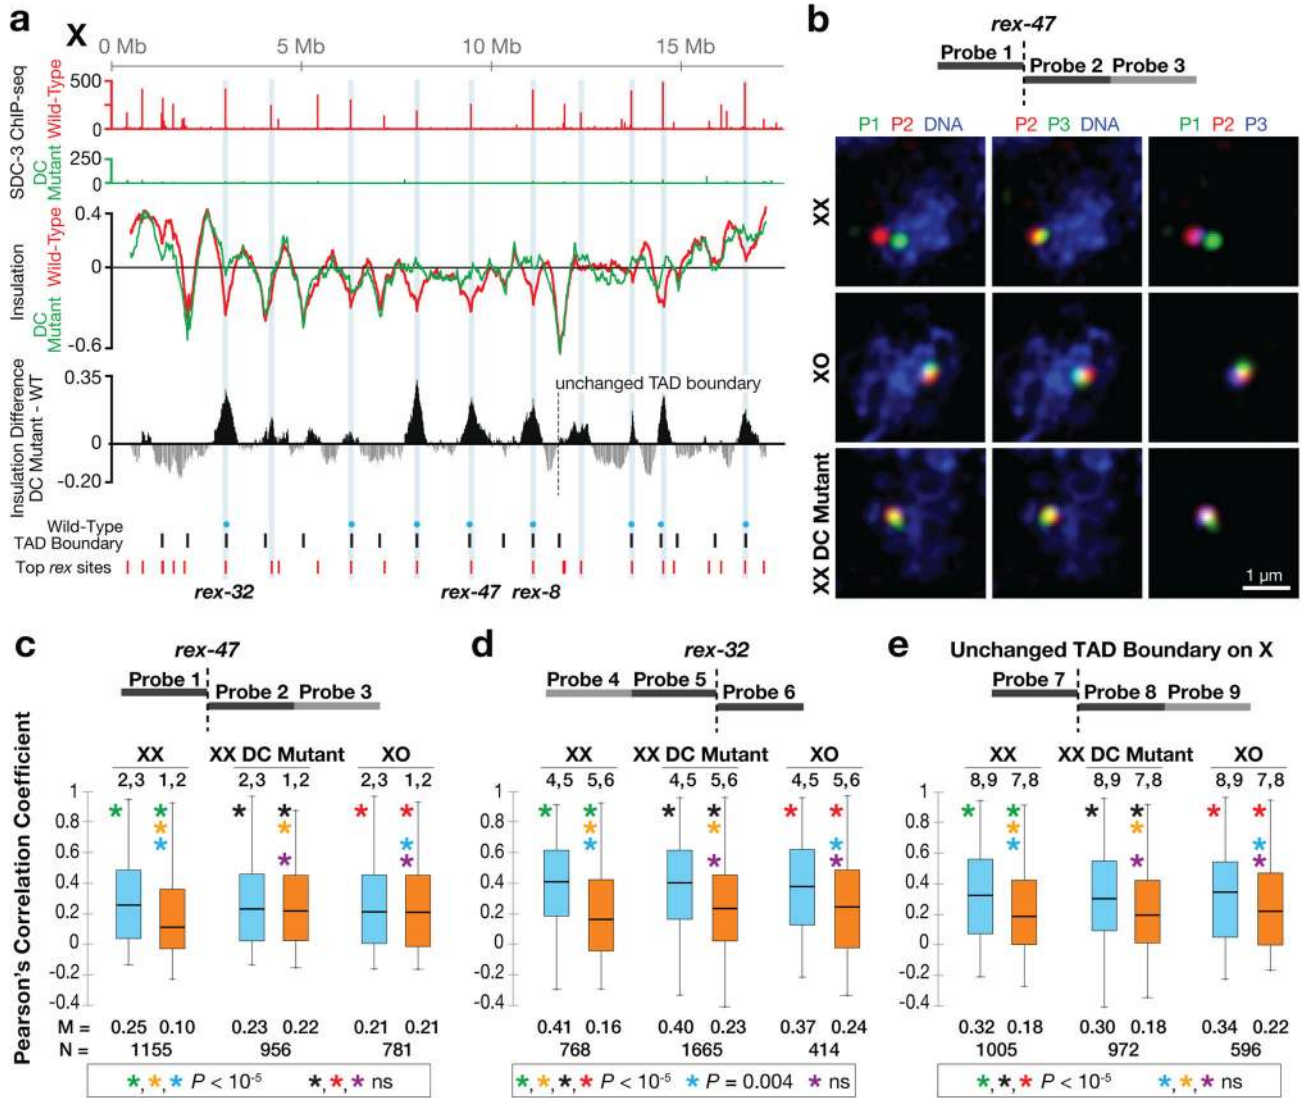 a
X
0 Mb
5 Mb
10 Mb
15 Mb
SDC-3 ChIP-seq
DC Mutant Wild-Type
500
0
250
0
Insulation
DC Mutant Wild-Type
0.4
0
-0.6
Insulation Difference
DC Mutant - WT
0.35
0
-0.20
unchanged TAD boundary
Wild-Type
TAD Boundary
Top rex sites
rex-32
rex-47
rex-8
b
rex-47
Probe 1
Probe 2
Probe 3
P1 P2 DNA
P2 P3 DNA
P1 P2 P3
XX
XO
XX DC Mutant
1 µm
c
rex-47
Probe 1
Probe 2
Probe 3
Pearson's Correlation Coefficient
XX
XX DC Mutant
XO
2,3 1,2
2,3 1,2
2,3 1,2
1
0.8
0.6
0.4
0.2
0
-0.2
-0.4
M = 0.25 0.10 0.23 0.22 0.21 0.21
N = 1155 956 781
*, *, * P < 10⁻⁵ *, *, * ns
d
rex-32
Probe 4
Probe 5
Probe 6
XX
XX DC Mutant
XO
4,5 5,6
4,5 5,6
4,5 5,6
1
0.8
0.6
0.4
0.2
0
-0.2
-0.4
0.41 0.16 0.40 0.23 0.37 0.24
768 1665 414
*, *, *, * P < 10⁻⁵ * P = 0.004 * ns
e
Unchanged TAD Boundary on X
Probe 7
Probe 8
Probe 9
XX
XX DC Mutant
XO
8,9 7,8
8,9 7,8
8,9 7,8
1
0.8
0.6
0.4
0.2
0
-0.2
-0.4
0.32 0.18 0.30 0.18 0.34 0.22
1005 972 596
*, *, * P < 10⁻⁵ *, *, * ns